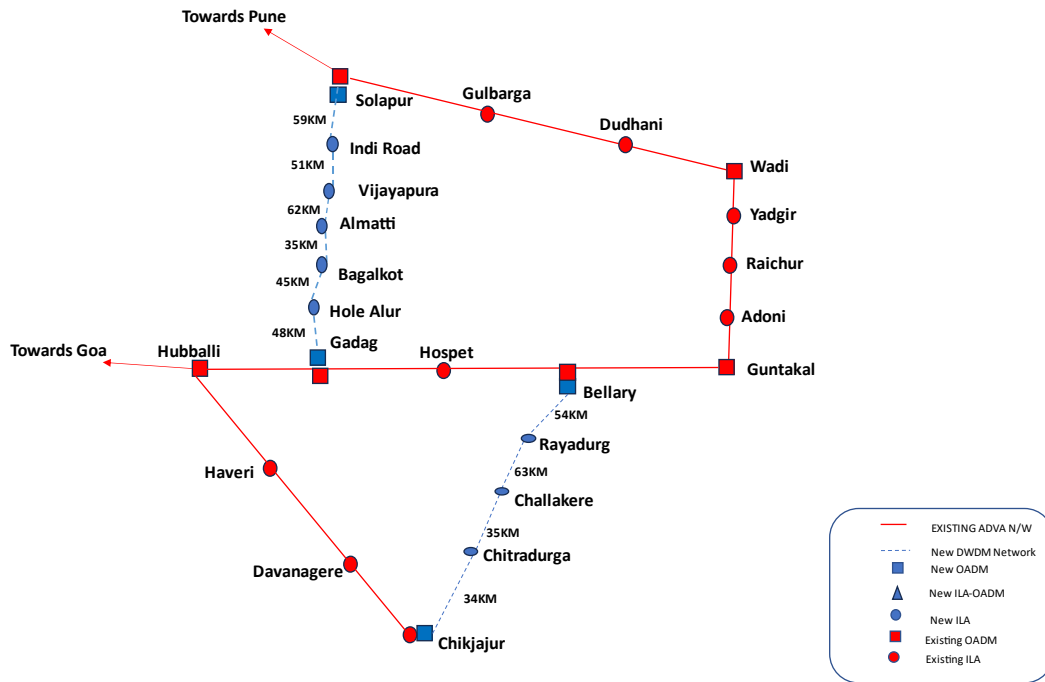 Towards Pune
Solapur
Gulbarga
Dudhani
Wadi
59KM
Indi Road
51KM
Vijayapura
Yadgir
62KM
Almatti
35KM
Bagalkot
Raichur
45KM
Hole Alur
Adoni
48KM
Gadag
Towards Goa
Hubballi
Hospet
Guntakal
Bellary
54KM
Rayadurg
Haveri
63KM
Challakere
35KM
Chitradurga
Davanagere
34KM
Chikjajur
EXISTING ADVA N/W
New DWDM Network
New OADM
New ILA-OADM
New ILA
Existing OADM
Existing ILA